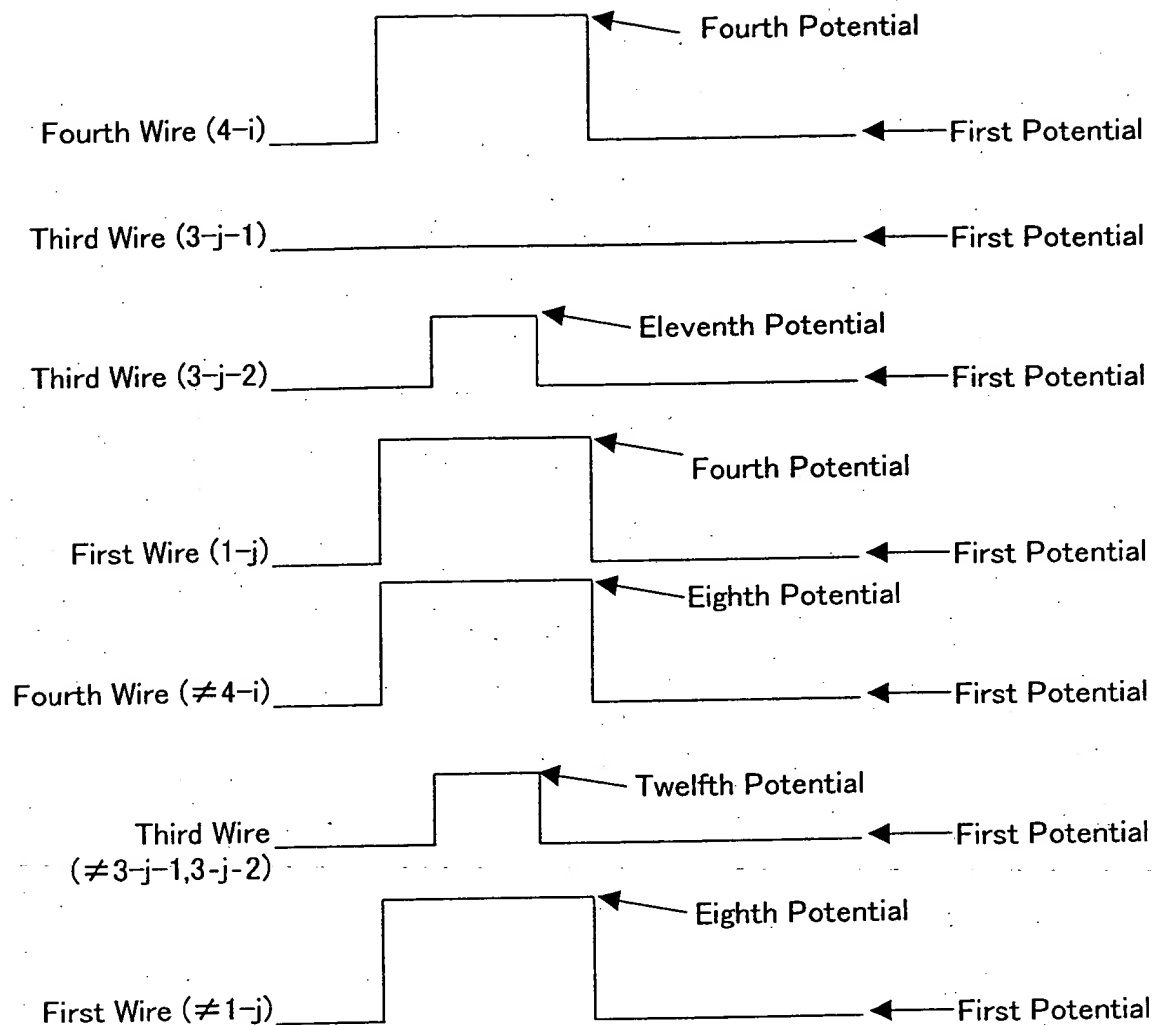 Fourth Potential
Fourth Wire (4-i) First Potential
Third Wire (3-j-1) First Potential
Eleventh Potential
Third Wire (3-j-2) First Potential
Fourth Potential
First Wire (1-j) First Potential
Eighth Potential
Fourth Wire (≠4-i) First Potential
Twelfth Potential
Third Wire First Potential
(≠3-j-1,3-j-2)
Eighth Potential
First Wire (≠1-j) First Potential